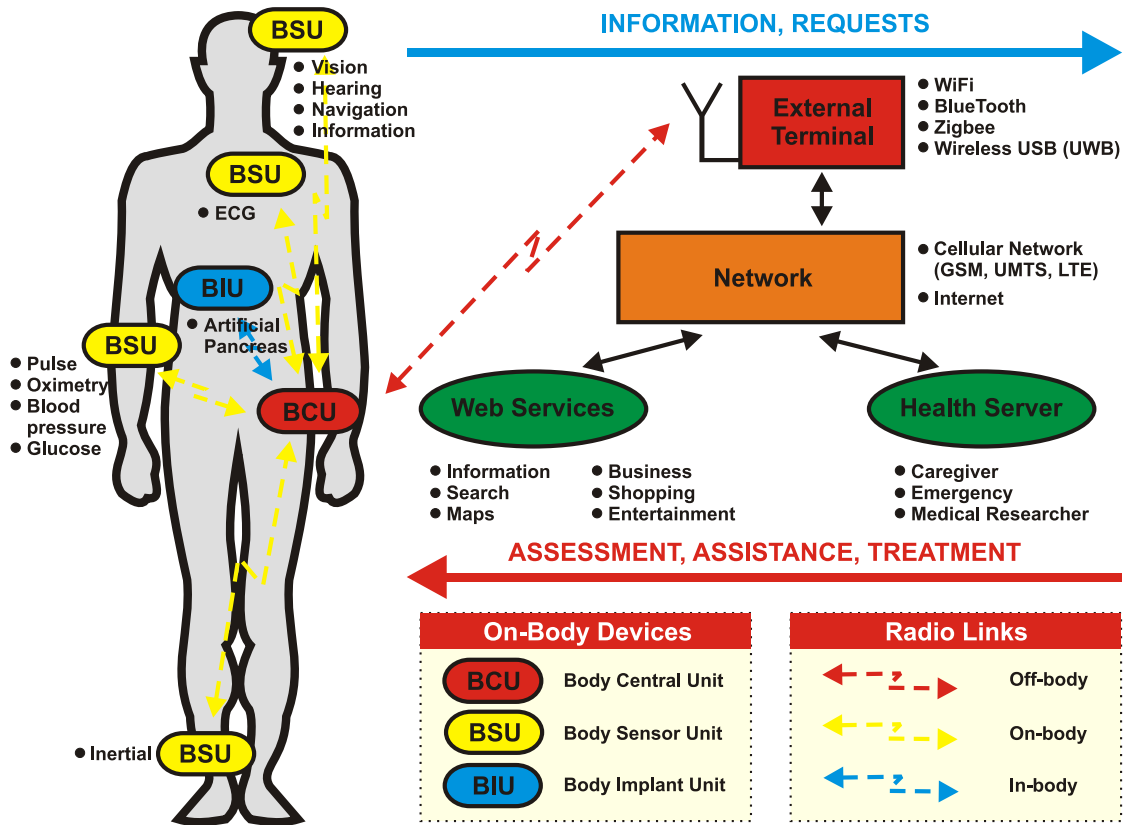 BSU
● Vision
● Hearing
● Navigation
● Information
BSU
● ECG
BIU
● Artificial
Pancreas
BSU
● Pulse
● Oximetry
● Blood
pressure
● Glucose
BCU
● Inertial
BSU
INFORMATION, REQUESTS
External
Terminal
● WiFi
● BlueTooth
● Zigbee
● Wireless USB (UWB)
Network
● Cellular Network
(GSM, UMTS, LTE)
● Internet
Web Services
● Information
● Search
● Maps
● Business
● Shopping
● Entertainment
Health Server
● Caregiver
● Emergency
● Medical Researcher
ASSESSMENT, ASSISTANCE, TREATMENT
On-Body Devices
BCU Body Central Unit
BSU Body Sensor Unit
BIU Body Implant Unit
Radio Links
Off-body
On-body
In-body